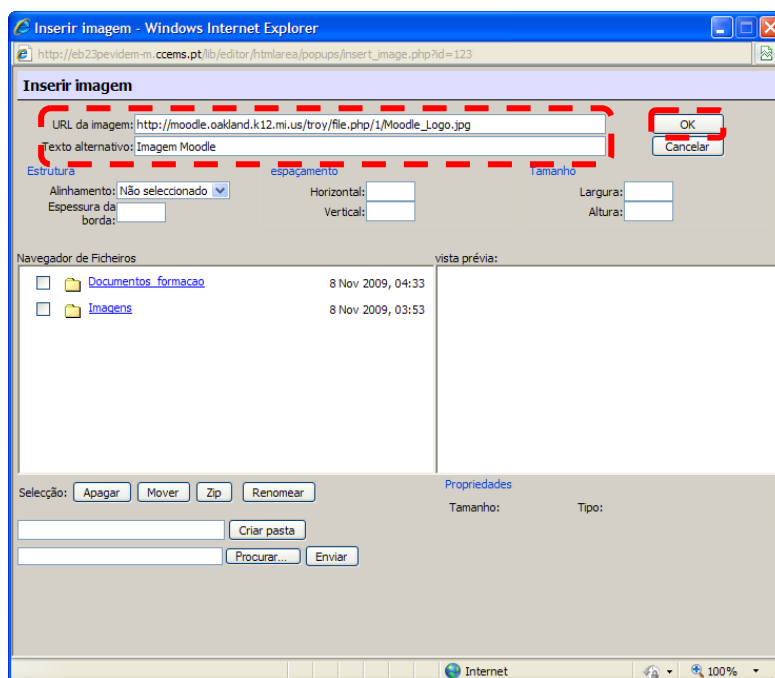 Inserir imagem - Windows Internet Explorer
http://eb23pevidem-m.ccems.pt/lib/editor/htmlarea/popups/insert_image.php?id=123
Inserir imagem
URL da imagem: http://moodle.oakland.k12.mi.us/troy/file.php/1/Moodle_Logo.jpg OK
Texto alternativo: Imagem Moodle Cancelar
Estrutura espaçamento Tamanho
Alinhamento: Não seleccionado Horizontal: Largura:
Espessura da borda: Vertical: Altura:
Navegador de Ficheiros vista prévia:
Documentos_formacao 8 Nov 2009, 04:33
Imagens 8 Nov 2009, 03:53
Selecção: Apagar Mover Zip Renomear Propriedades
Tamanho: Tipo:
Criar pasta
Procurar... Enviar
Internet 100%